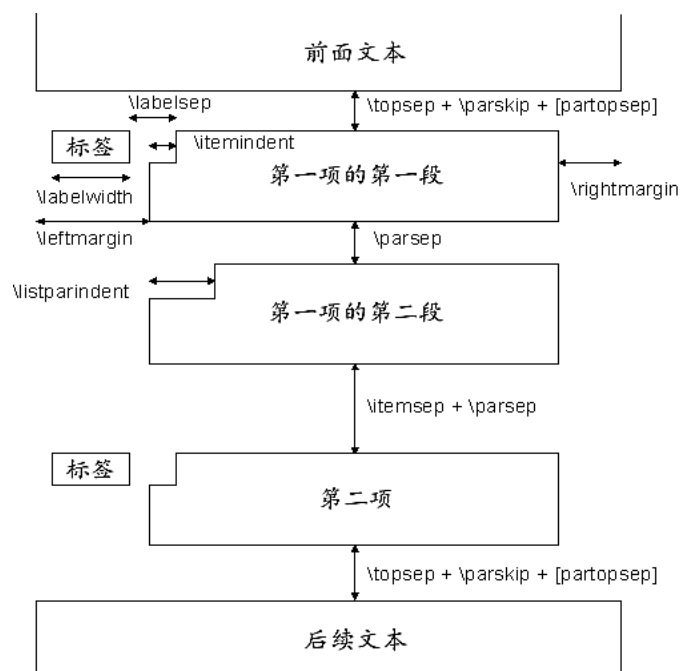 前面文本
\labelsep
\topsep + \parskip + [partopsep]
标签
\itemindent
第一项的第一段
\labelwidth
\rightmargin
\leftmargin
\parsep
\listparindent
第一项的第二段
\itemsep + \parsep
标签
第二项
\topsep + \parskip + [partopsep]
后续文本